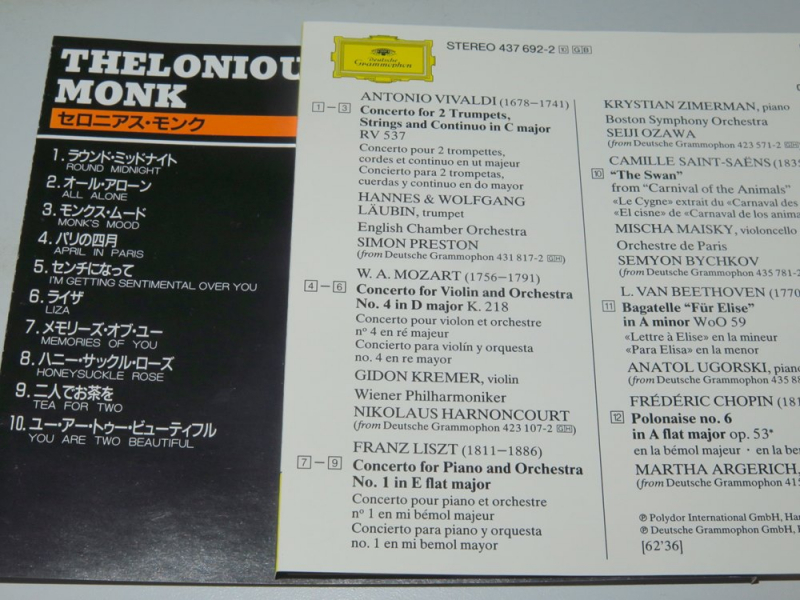 THELONIOU
MONK
セロニアス・モンク
1. ラウンド・ミッドナイト
ROUND MIDNIGHT
2. オール・アローン
ALL ALONE
3. モンクス・ムード
MONK'S MOOD
4. パリの四月
APRIL IN PARIS
5. センチになって
I'M GETTING SENTIMENTAL OVER YOU
6. ライザ
LIZA
7. メモリーズ・オブ・ユー
MEMORIES OF YOU
8. ハニー・サックル・ローズ
HONEYSUCKLE ROSE
9. 二人でお茶を
TEA FOR TWO
10. ユー・アー・トゥー・ビューティフル
YOU ARE TWO BEAUTIFUL
Deutsche
Grammophon
STEREO 437 692-2 GB
ANTONIO VIVALDI (1678–1741)
1 – 3 Concerto for 2 Trumpets,
Strings and Continuo in C major
RV 537
Concerto pour 2 trompettes,
cordes et continuo en ut majeur
Concierto para 2 trompetas,
cuerdas y continuo en do mayor
HANNES & WOLFGANG
LÄUBIN, trumpet
English Chamber Orchestra
SIMON PRESTON
(from Deutsche Grammophon 431 817-2 GH)
W. A. MOZART (1756–1791)
4 – 6 Concerto for Violin and Orchestra
No. 4 in D major K. 218
Concerto pour violon et orchestre
nº 4 en ré majeur
Concierto para violín y orquesta
no. 4 en re mayor
GIDON KREMER, violin
Wiener Philharmoniker
NIKOLAUS HARNONCOURT
(from Deutsche Grammophon 423 107-2 GH)
FRANZ LISZT (1811–1886)
7 – 9 Concerto for Piano and Orchestra
No. 1 in E flat major
Concerto pour piano et orchestre
nº 1 en mi bémol majeur
Concierto para piano y orquesta
no. 1 en mi bemol mayor
KRYSTIAN ZIMERMAN, piano
Boston Symphony Orchestra
SEIJI OZAWA
(from Deutsche Grammophon 423 571-2 GH
CAMILLE SAINT-SAËNS (1835
10 “The Swan”
from “Carnival of the Animals”
«Le Cygne» extrait du «Carnaval des
«El cisne» de «Carnaval de los anima
MISCHA MAISKY, violoncello
Orchestre de Paris
SEMYON BYCHKOV
(from Deutsche Grammophon 435 781-2
L. VAN BEETHOVEN (1770
11 Bagatelle “Für Elise”
in A minor WoO 59
«Lettre à Elise» en la mineur
«Para Elisa» en la menor
ANATOL UGORSKI, piano
(from Deutsche Grammophon 435 88
FRÉDÉRIC CHOPIN (181
12 Polonaise no. 6
in A flat major op. 53*
en la bémol majeur · en la be
MARTHA ARGERICH,
(from Deutsche Grammophon 415
℗ Polydor International GmbH, Ha
℗ Deutsche Grammophon GmbH, H
[62'36]